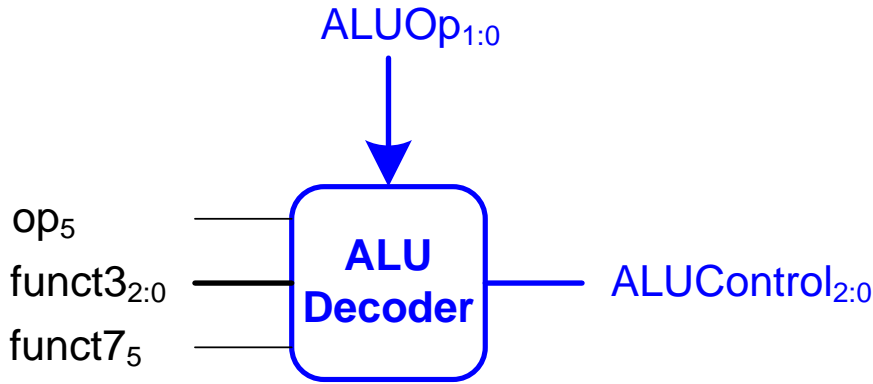 ALUOp1:0
op5
funct32:0
funct75
ALU
Decoder
ALUControl2:0